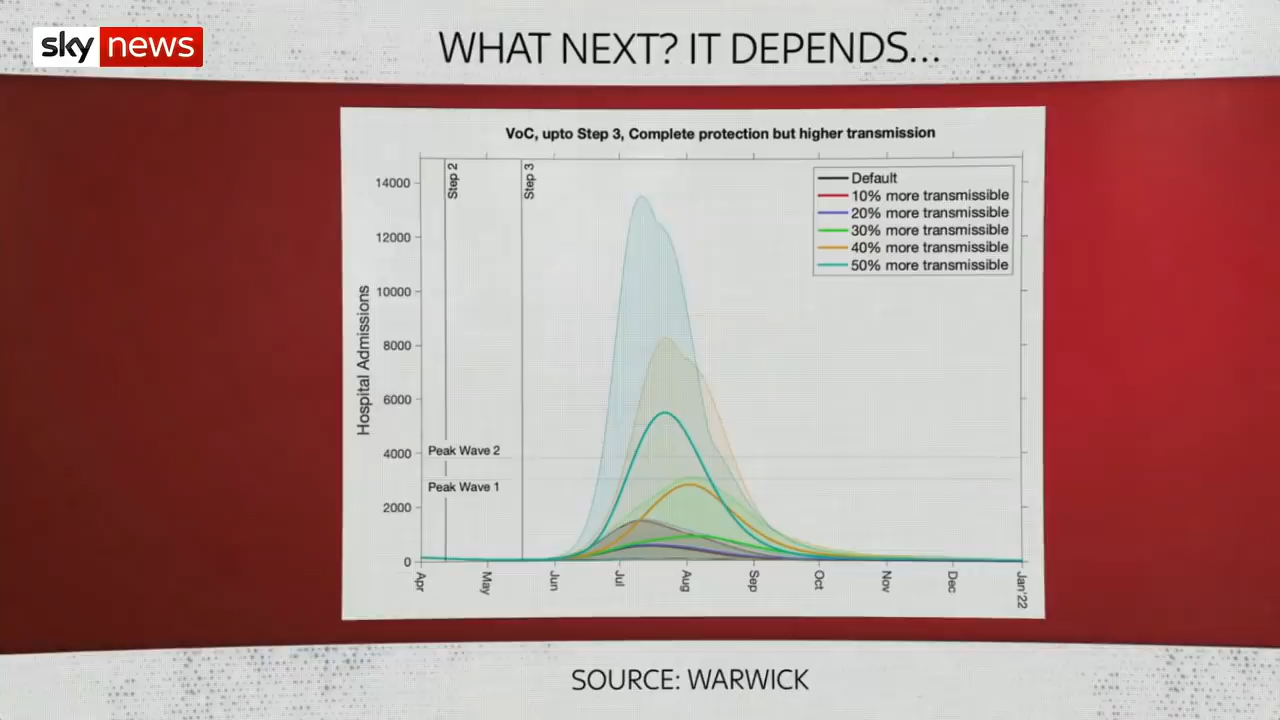 sky news
WHAT NEXT? IT DEPENDS...
VoC, upto Step 3, Complete protection but higher transmission
Step 2
Step 3
Default
10% more transmissible
20% more transmissible
30% more transmissible
40% more transmissible
50% more transmissible
Hospital Admissions
14000
12000
10000
8000
6000
4000
2000
0
Peak Wave 2
Peak Wave 1
Apr
May
Jun
Jul
Aug
Sep
Oct
Nov
Dec
Jan'22
SOURCE: WARWICK